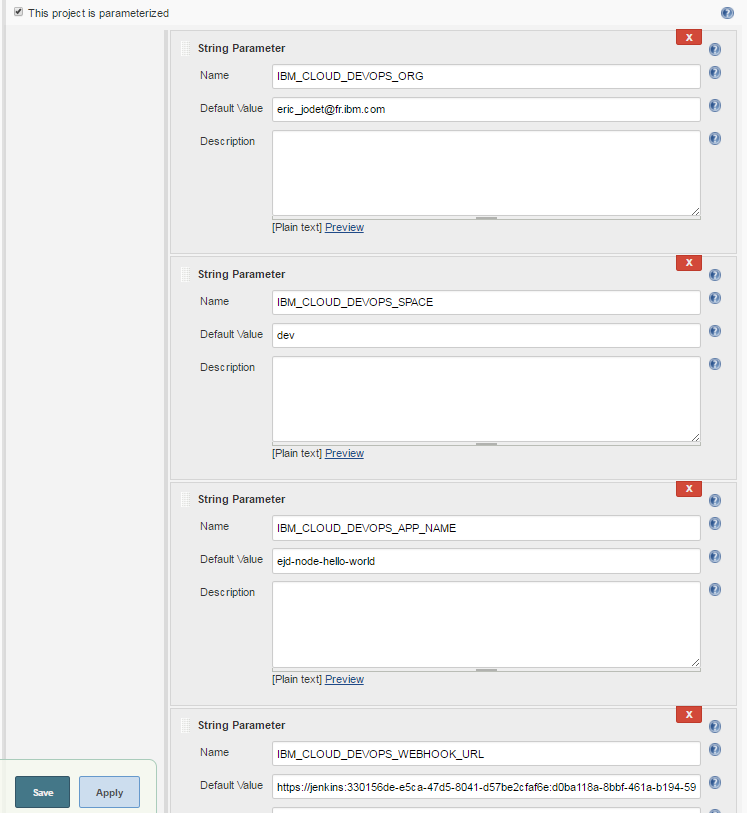 This project is parameterized
X
String Parameter
Name
IBM_CLOUD_DEVOPS_ORG
Default Value
eric_jodet@fr.ibm.com
Description
[Plain text] Preview
X
String Parameter
Name
IBM_CLOUD_DEVOPS_SPACE
Default Value
dev
Description
[Plain text] Preview
X
String Parameter
Name
IBM_CLOUD_DEVOPS_APP_NAME
Default Value
ejd-node-hello-world
Description
[Plain text] Preview
X
String Parameter
Name
IBM_CLOUD_DEVOPS_WEBHOOK_URL
Default Value
https://jenkins:330156de-e5ca-47d5-8041-d57be2cfaf6e:d0ba118a-8bbf-461a-b194-59
Save
Apply